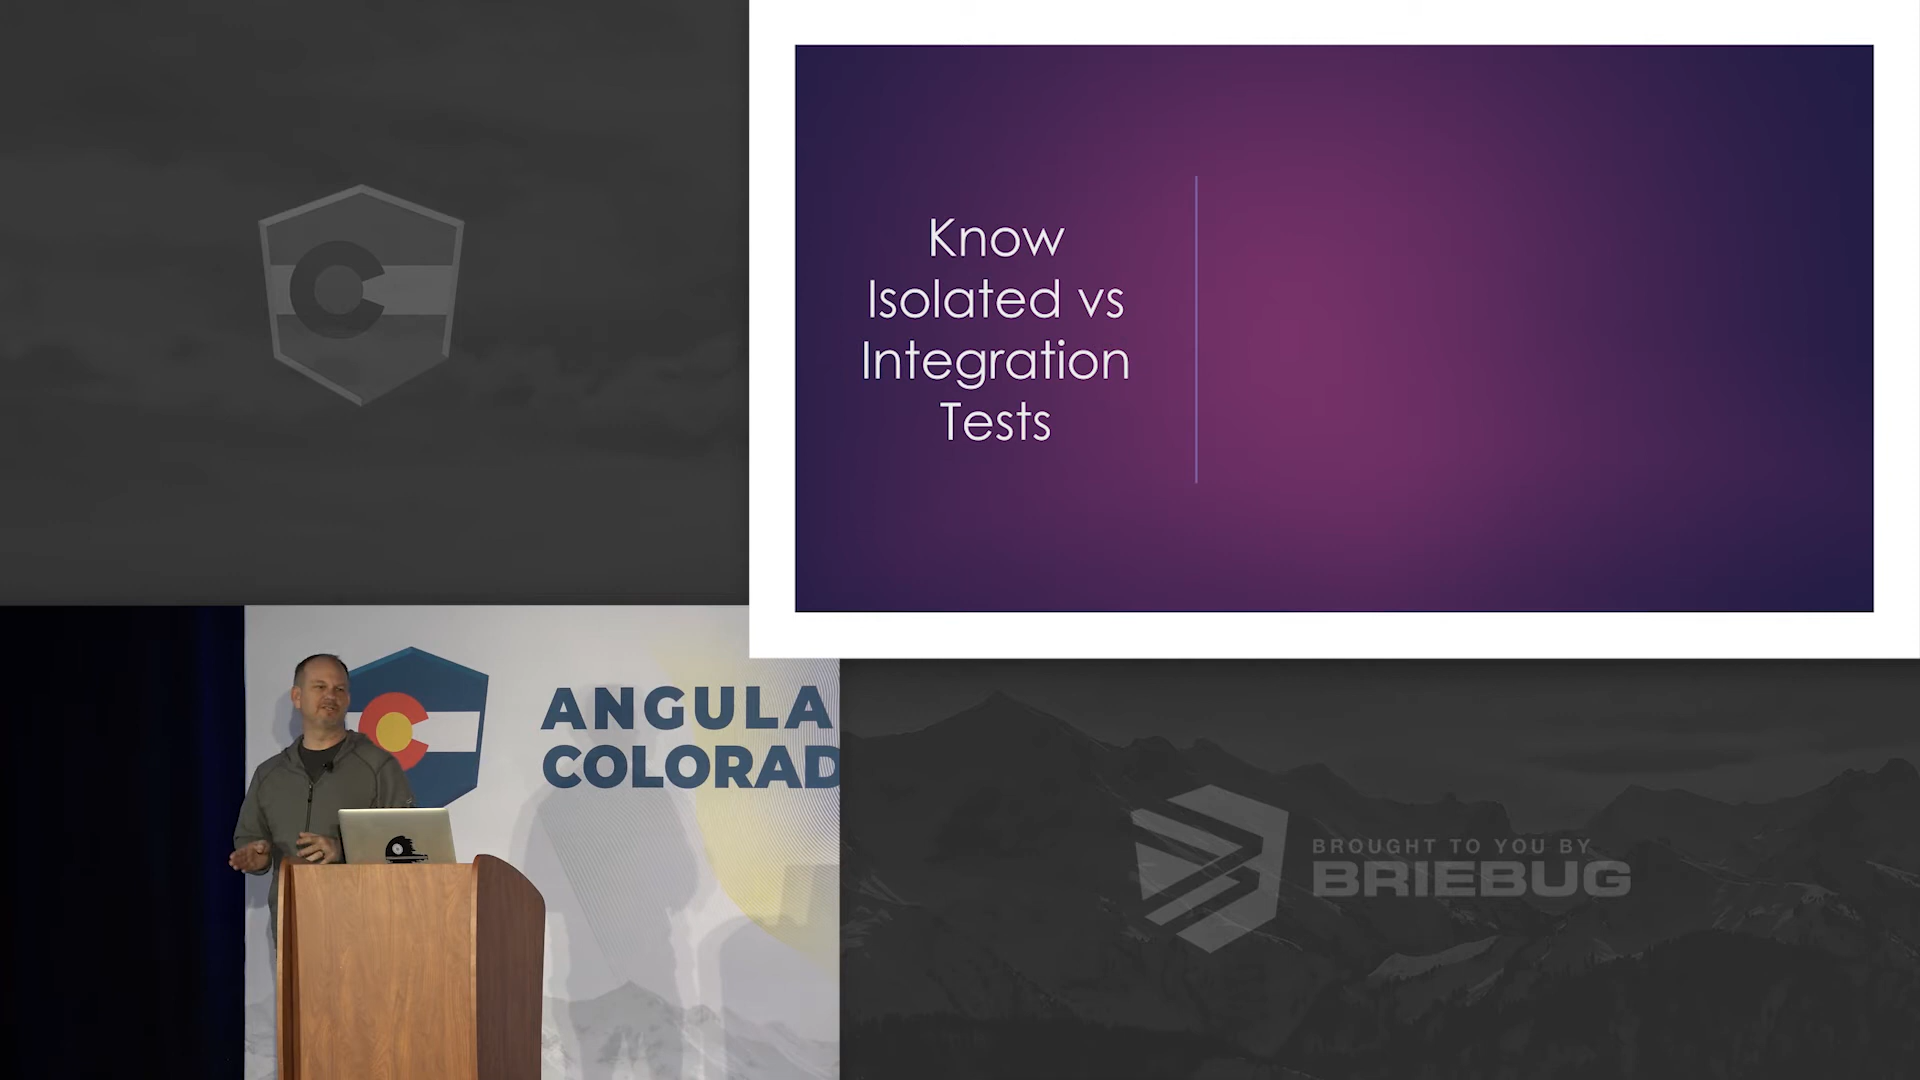 Know
Isolated vs
Integration
Tests
ANGULA
COLORAD
BROUGHT TO YOU BY
BRIEBUG